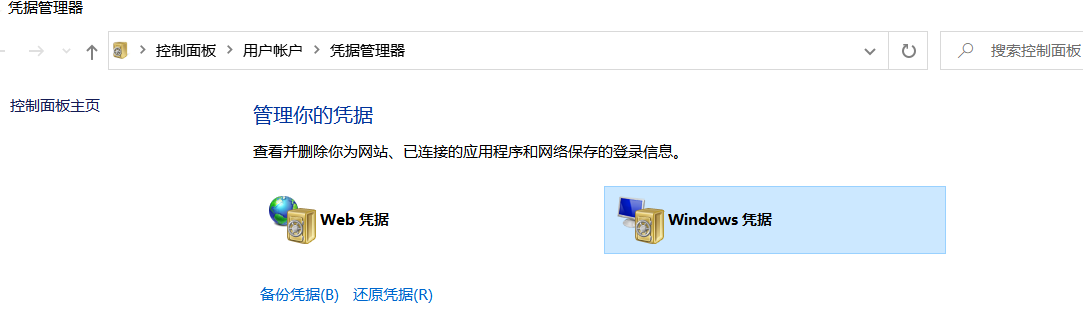 凭据管理器
控制面板 用户帐户 凭据管理器 搜索控制面板
控制面板主页
管理你的凭据
查看并删除你为网站、已连接的应用程序和网络保存的登录信息。
Web 凭据 Windows 凭据
备份凭据(B) 还原凭据(R)